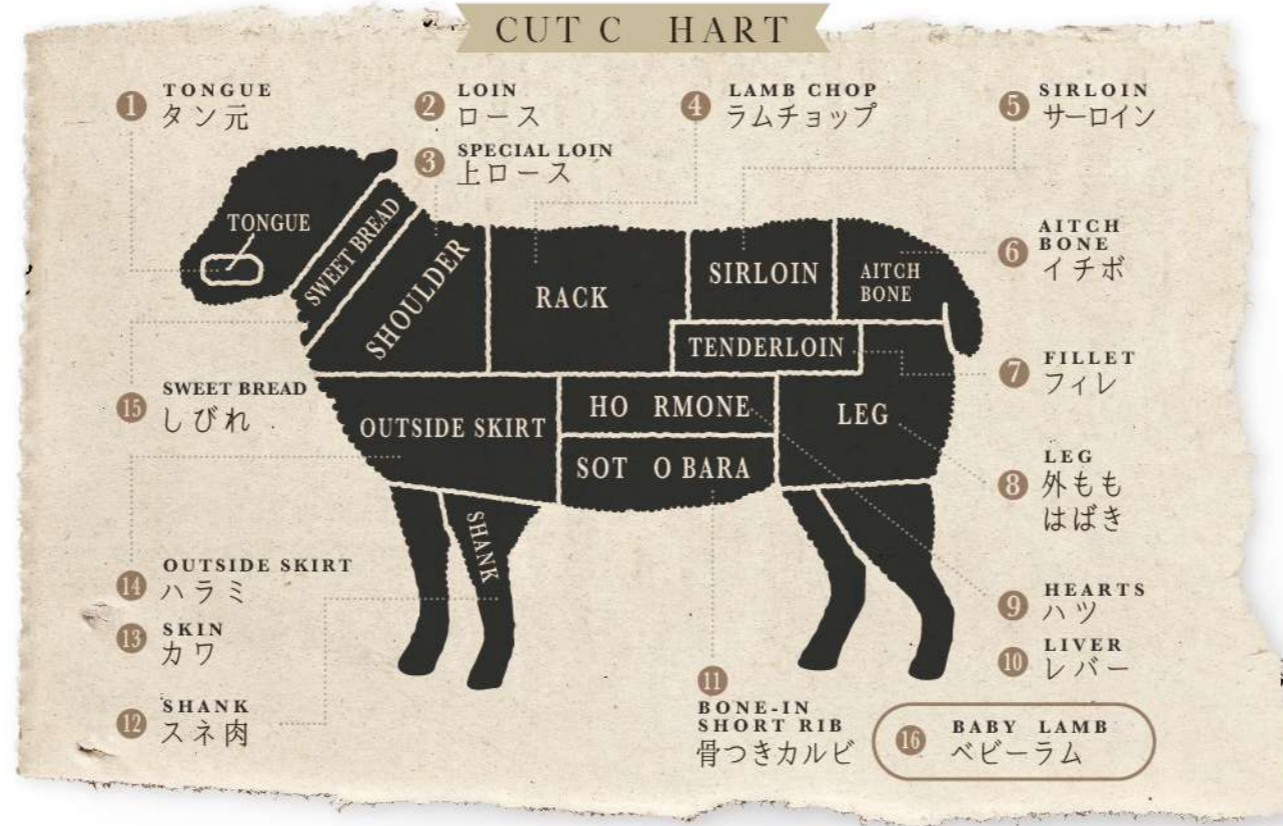 CUT C HART
1 TONGUE
タン元
2 LOIN
ロース
3 SPECIAL LOIN
上ロース
4 LAMB CHOP
ラムチョップ
5 SIRLOIN
サーロイン
6 AITCH
BONE
イチボ
7 FILLET
フィレ
8 LEG
外もも
はばき
9 HEARTS
ハツ
10 LIVER
レバー
11
BONE-IN
SHORT RIB
骨つきカルビ
12 SHANK
スネ肉
13 SKIN
カワ
14 OUTSIDE SKIRT
ハラミ
15 SWEET BREAD
しびれ
16 BABY LAMB
ベビーラム
TONGUE
SWEET BREAD
SHOULDER
RACK
SIRLOIN
AITCH
BONE
TENDERLOIN
OUTSIDE SKIRT
HO RMONE
SOT O BARA
LEG
SHANK